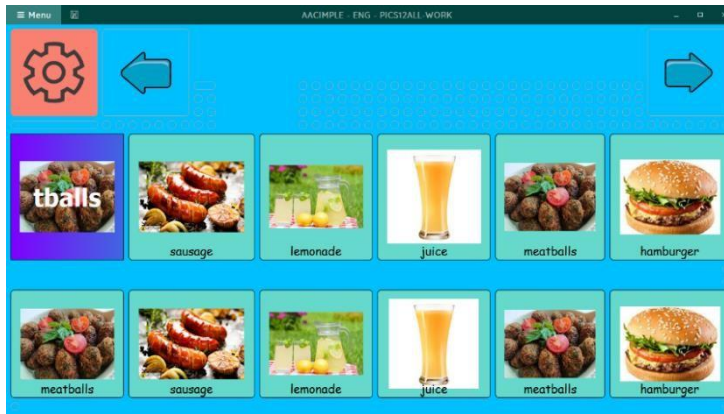 Menu
AACIMPLE - ENG - PICS12ALL-WORK
tballs
sausage
lemonade
juice
meatballs
hamburger
meatballs
sausage
lemonade
juice
meatballs
hamburger